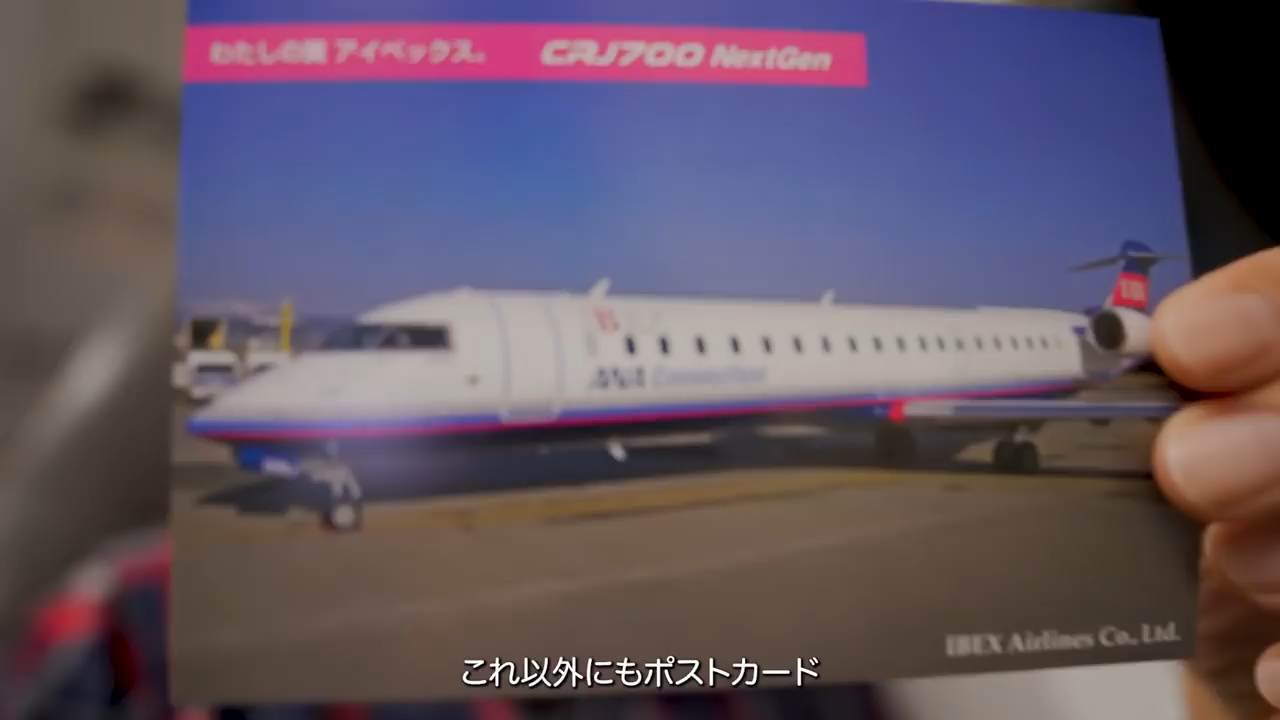 わたしの翼 アイベックス。 CRJ700 NextGen
ANA Connection
IBEX Airlines Co., Ltd.
これ以外にもポストカード